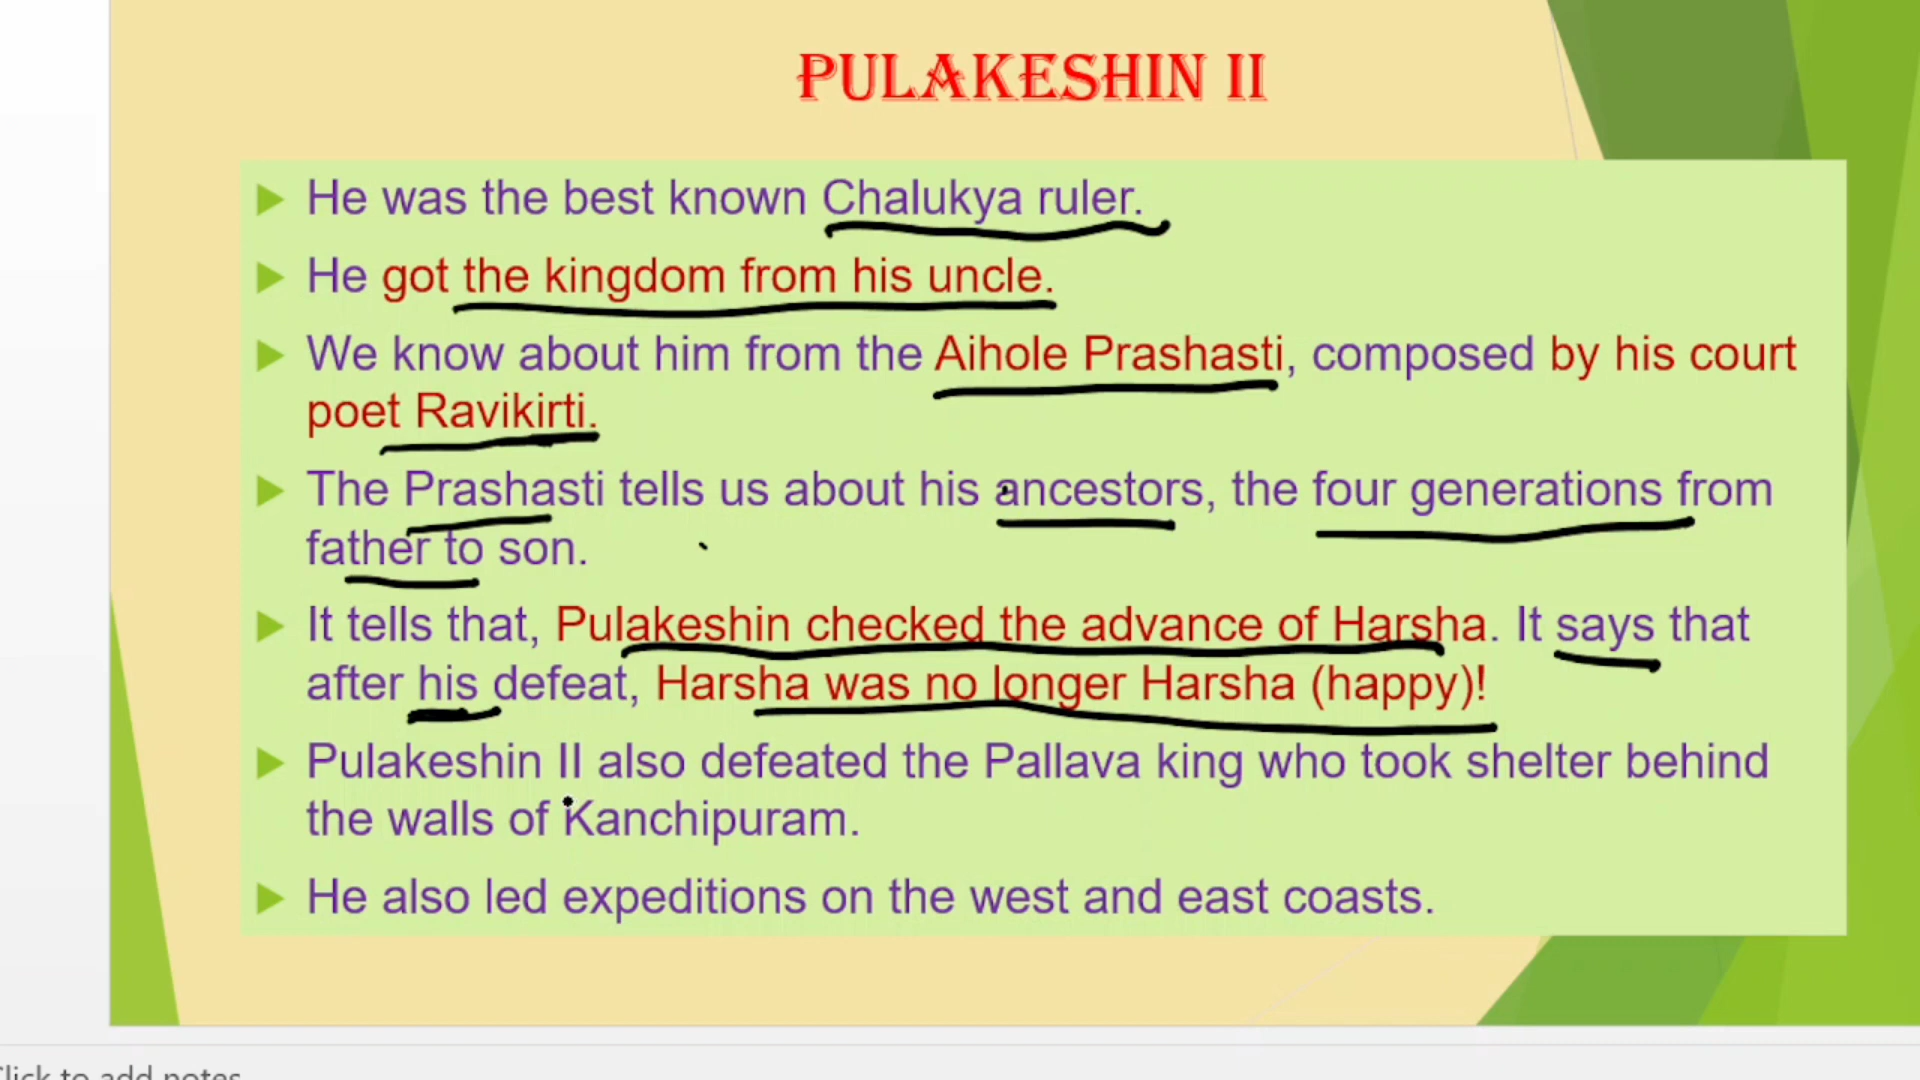 PULAKESHIN II
He was the best known Chalukya ruler.
He got the kingdom from his uncle.
We know about him from the Aihole Prashasti, composed by his court
poet Ravikirti.
The Prashasti tells us about his ancestors, the four generations from
father to son.
It tells that, Pulakeshin checked the advance of Harsha. It says that
after his defeat, Harsha was no longer Harsha (happy)!
Pulakeshin II also defeated the Pallava king who took shelter behind
the walls of Kanchipuram.
He also led expeditions on the west and east coasts.
Click to add notes